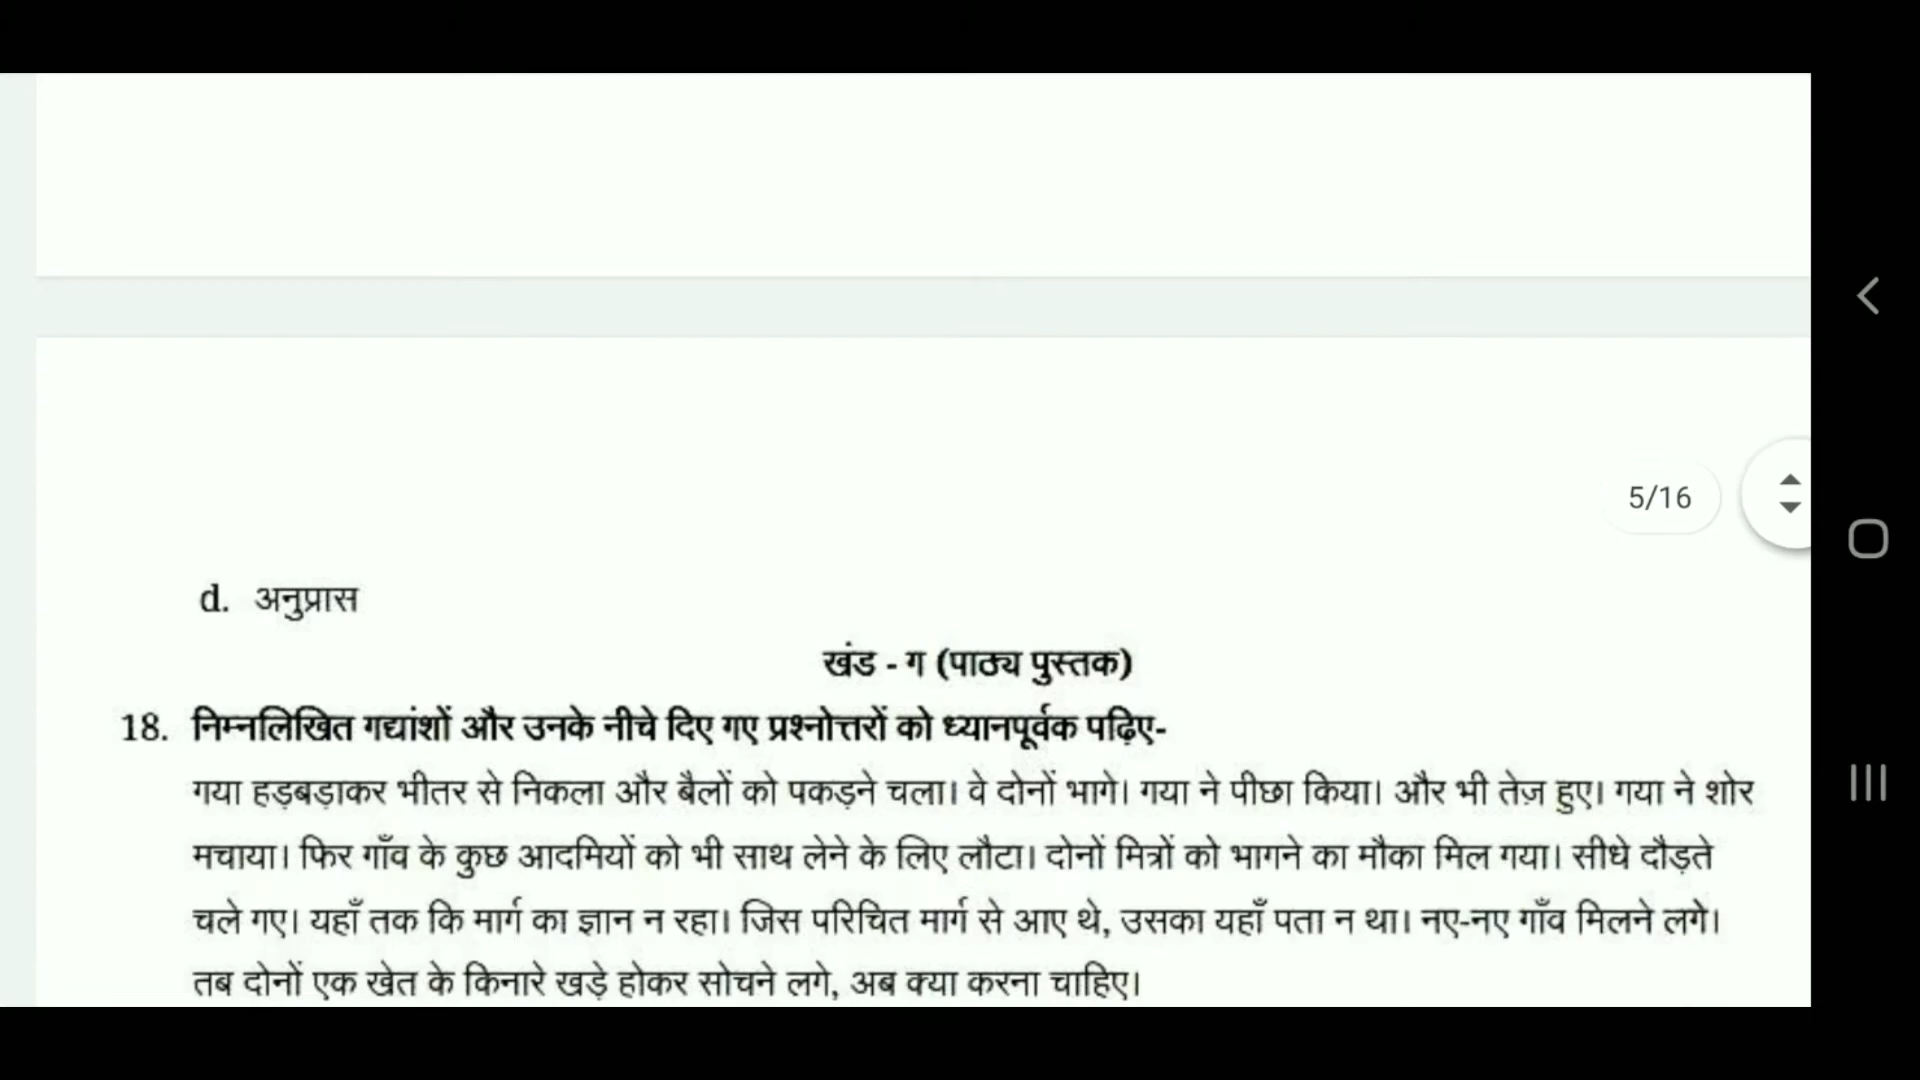 5/16
d. अनुप्रास
खंड - ग (पाठ्य पुस्तक)
18. निम्नलिखित गद्यांशों और उनके नीचे दिए गए प्रश्नोत्तरों को ध्यानपूर्वक पढ़िए-
गया हड़बड़ाकर भीतर से निकला और बैलों को पकड़ने चला। वे दोनों भागे। गया ने पीछा किया। और भी तेज़ हुए। गया ने शोर
मचाया। फिर गाँव के कुछ आदमियों को भी साथ लेने के लिए लौटा। दोनों मित्रों को भागने का मौका मिल गया। सीधे दौड़ते
चले गए। यहाँ तक कि मार्ग का ज्ञान न रहा। जिस परिचित मार्ग से आए थे, उसका यहाँ पता न था। नए-नए गाँव मिलने लगे।
तब दोनों एक खेत के किनारे खड़े होकर सोचने लगे, अब क्या करना चाहिए।